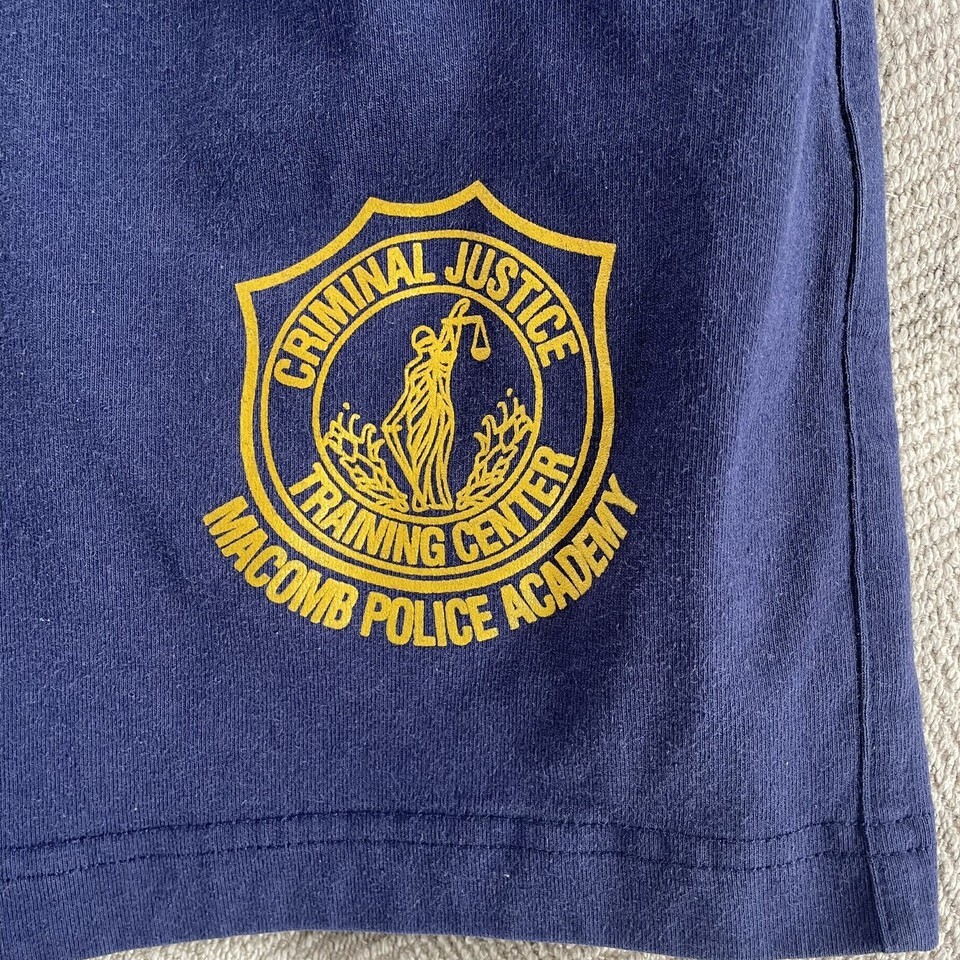 CRIMINAL JUSTICE
TRAINING CENTER
MACOMB POLICE ACADEMY